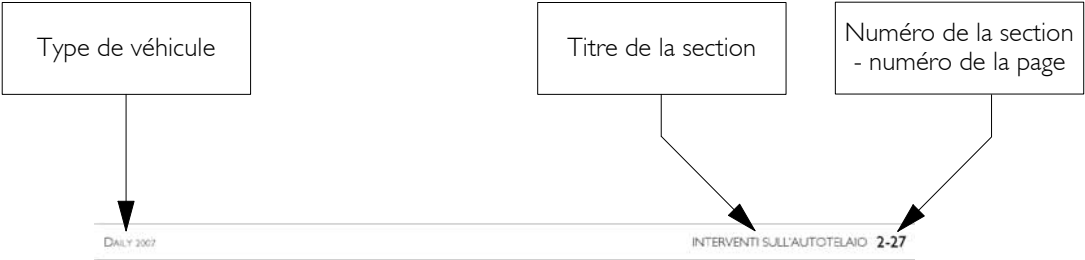 Type de véhicule
Titre de la section
Numéro de la section
- numéro de la page
DAILY 2007
INTERVENTI SULL'AUTOTELAIO 2-27